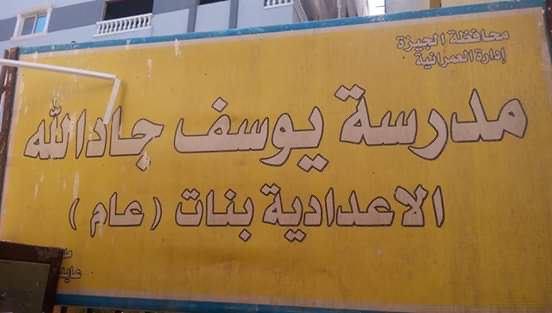 محافظة الجيزة
إدارة العمرانية
مدرسة يوسف جادالله
الاعدادية بنات ( عام )